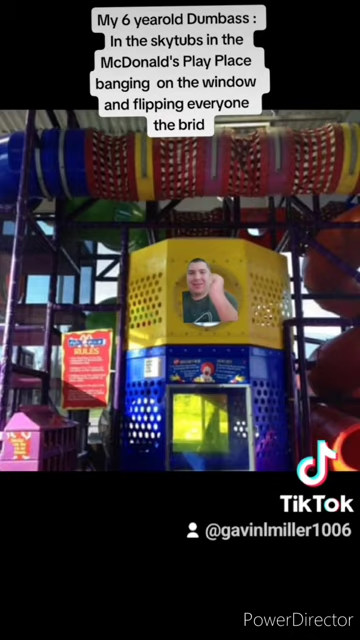 My 6 yearold Dumbass :
In the skytubs in the
McDonald's Play Place
banging on the window
and flipping everyone
the brid
RULES
TikTok
@gavinlmiller1006
PowerDirector